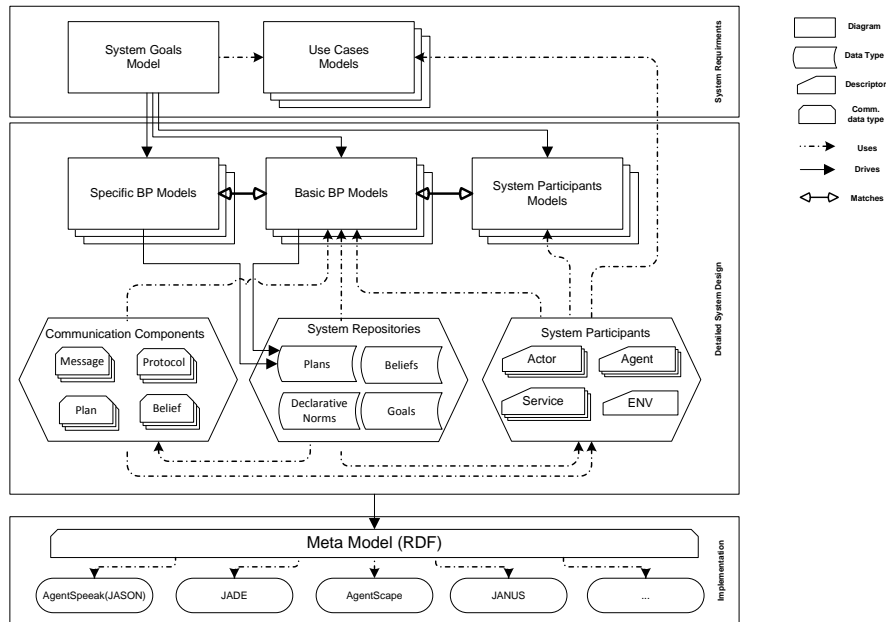 System Goals
Model
Use Cases
Models
System Requirments
Diagram
Data Type
Descriptor
Comm.
data type
Uses
Drives
Matches
Specific BP Models
Basic BP Models
System Participants
Models
Detailed System Design
Communication Components
System Repositories
System Participants
Message
Protocol
Plan
Belief
Plans
Beliefs
Declarative
Norms
Goals
Actor
Agent
Service
ENV
Meta Model (RDF)
Implementation
AgentSpeeak(JASON)
JADE
AgentScape
JANUS
...